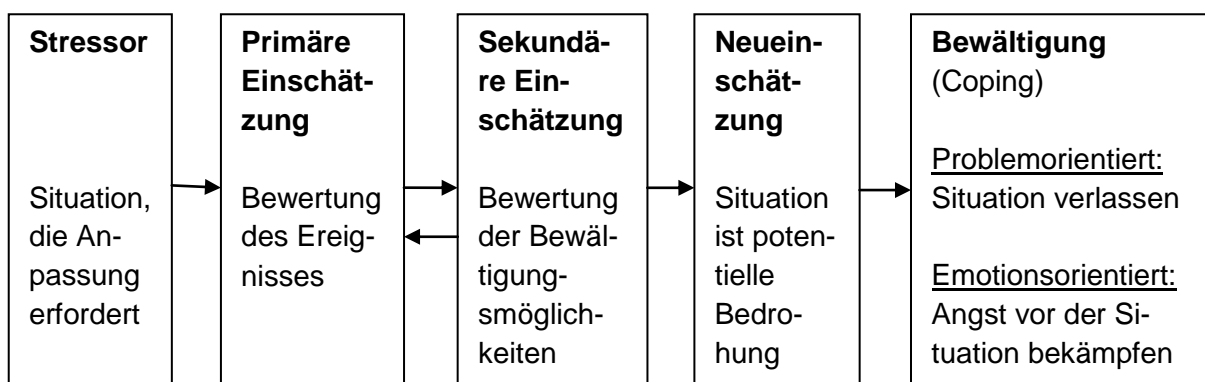 Stressor
Situation,
die An-
passung
erfordert
Primäre
Einschät-
zung
Bewertung
des Ereig-
nisses
Sekundä-
re Ein-
schätzung
Bewertung
der Bewäl-
tigung-
smöglich-
keiten
Neuein-
schät-
zung
Situation
ist poten-
tielle
Bedro-
hung
Bewältigung
(Coping)
Problemorientiert:
Situation verlassen
Emotionsorientiert:
Angst vor der Si-
tuation bekämpfen